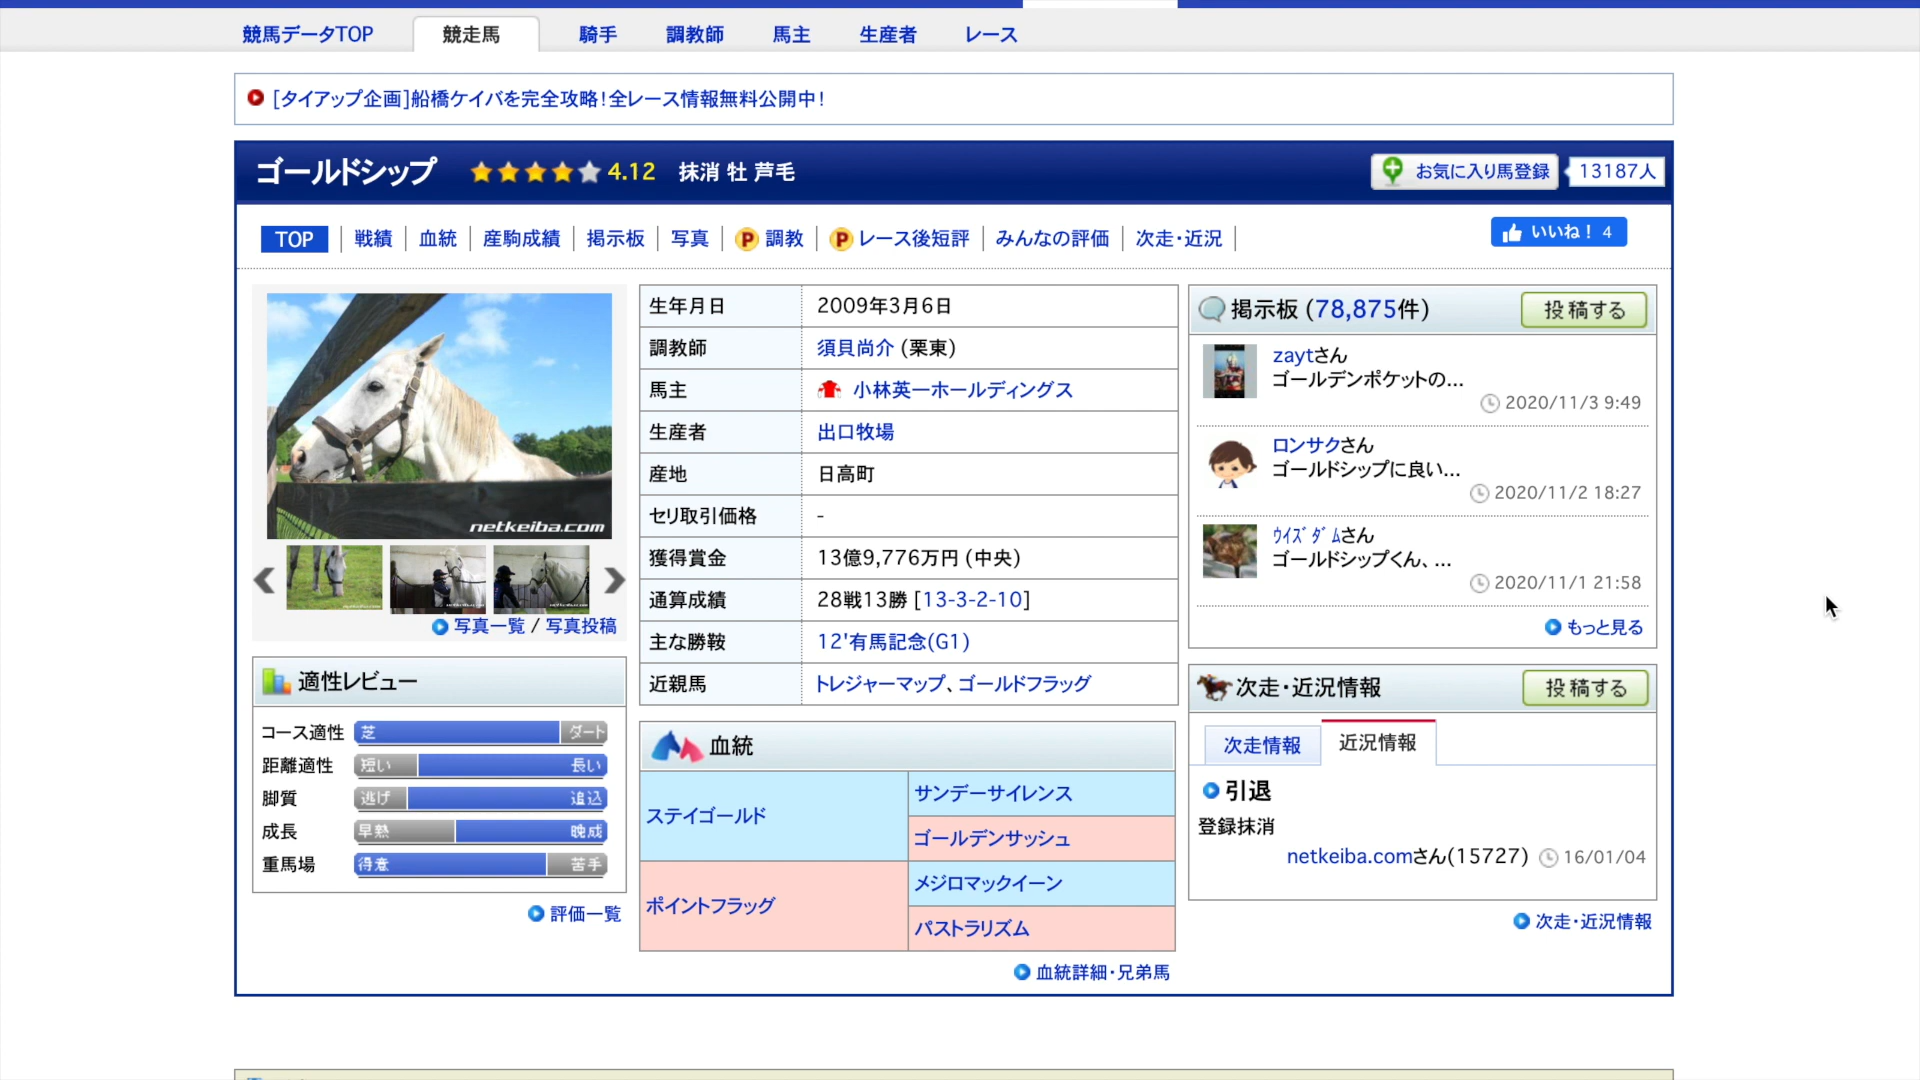 競馬データTOP 競走馬 騎手 調教師 馬主 生産者 レース
[タイアップ企画]船橋ケイバを完全攻略!全レース情報無料公開中!
ゴールドシップ 4.12 抹消 牡 芦毛 お気に入り馬登録 13187人
TOP 戦績 血統 産駒成績 掲示板 写真 P 調教 P レース後短評 みんなの評価 次走・近況 いいね! 4
netkeiba.com
写真一覧 / 写真投稿
適性レビュー
コース適性 芝 ダート
距離適性 短い 長い
脚質 逃げ 追込
成長 早熟 晩成
重馬場 得意 苦手
評価一覧
生年月日 2009年3月6日
調教師 須貝尚介 (栗東)
馬主 小林英一ホールディングス
生産者 出口牧場
産地 日高町
セリ取引価格 -
獲得賞金 13億9,776万円 (中央)
通算成績 28戦13勝 [13-3-2-10]
主な勝鞍 12'有馬記念(G1)
近親馬 トレジャーマップ、ゴールドフラッグ
血統
ステイゴールド
サンデーサイレンス
ゴールデンサッシュ
ポイントフラッグ
メジロマックイーン
パストラリズム
血統詳細・兄弟馬
掲示板 (78,875件) 投稿する
zaytさん
ゴールデンポケットの...
2020/11/3 9:49
ロンサクさん
ゴールドシップに良い...
2020/11/2 18:27
ｳｲｽﾞﾀﾞﾑさん
ゴールドシップくん、...
2020/11/1 21:58
もっと見る
次走・近況情報 投稿する
次走情報 近況情報
引退
登録抹消
netkeiba.comさん(15727) 16/01/04
次走・近況情報